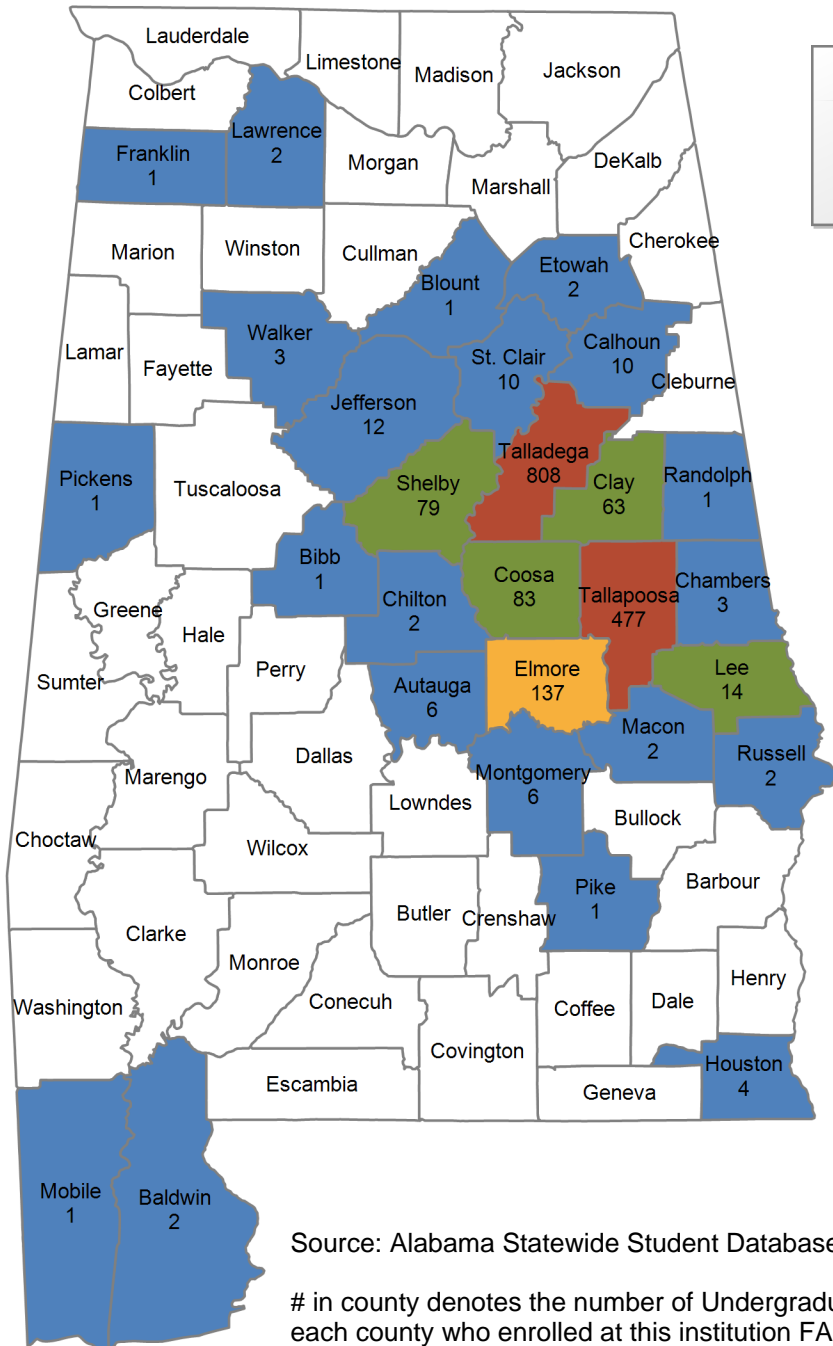 Lauderdale
Limestone
Madison
Jackson
Colbert
Lawrence
2
Franklin
1
Morgan
DeKalb
Marshall
Cherokee
Marion
Winston
Cullman
Blount
1
Etowah
2
Walker
3
St. Clair
10
Calhoun
10
Cleburne
Lamar
Fayette
Jefferson
12
Talladega
808
Pickens
1
Tuscaloosa
Shelby
79
Clay
63
Randolph
1
Bibb
1
Coosa
83
Tallapoosa
477
Chambers
3
Chilton
2
Greene
Hale
Perry
Sumter
Autauga
6
Elmore
137
Lee
14
Macon
2
Russell
2
Dallas
Marengo
Montgomery
6
Lowndes
Bullock
Choctaw
Wilcox
Pike
1
Barbour
Butler
Crenshaw
Clarke
Monroe
Henry
Washington
Conecuh
Coffee
Dale
Covington
Houston
4
Escambia
Geneva
Mobile
1
Baldwin
2
Source: Alabama Statewide Student Database
# in county denotes the number of Undergradu
each county who enrolled at this institution FA